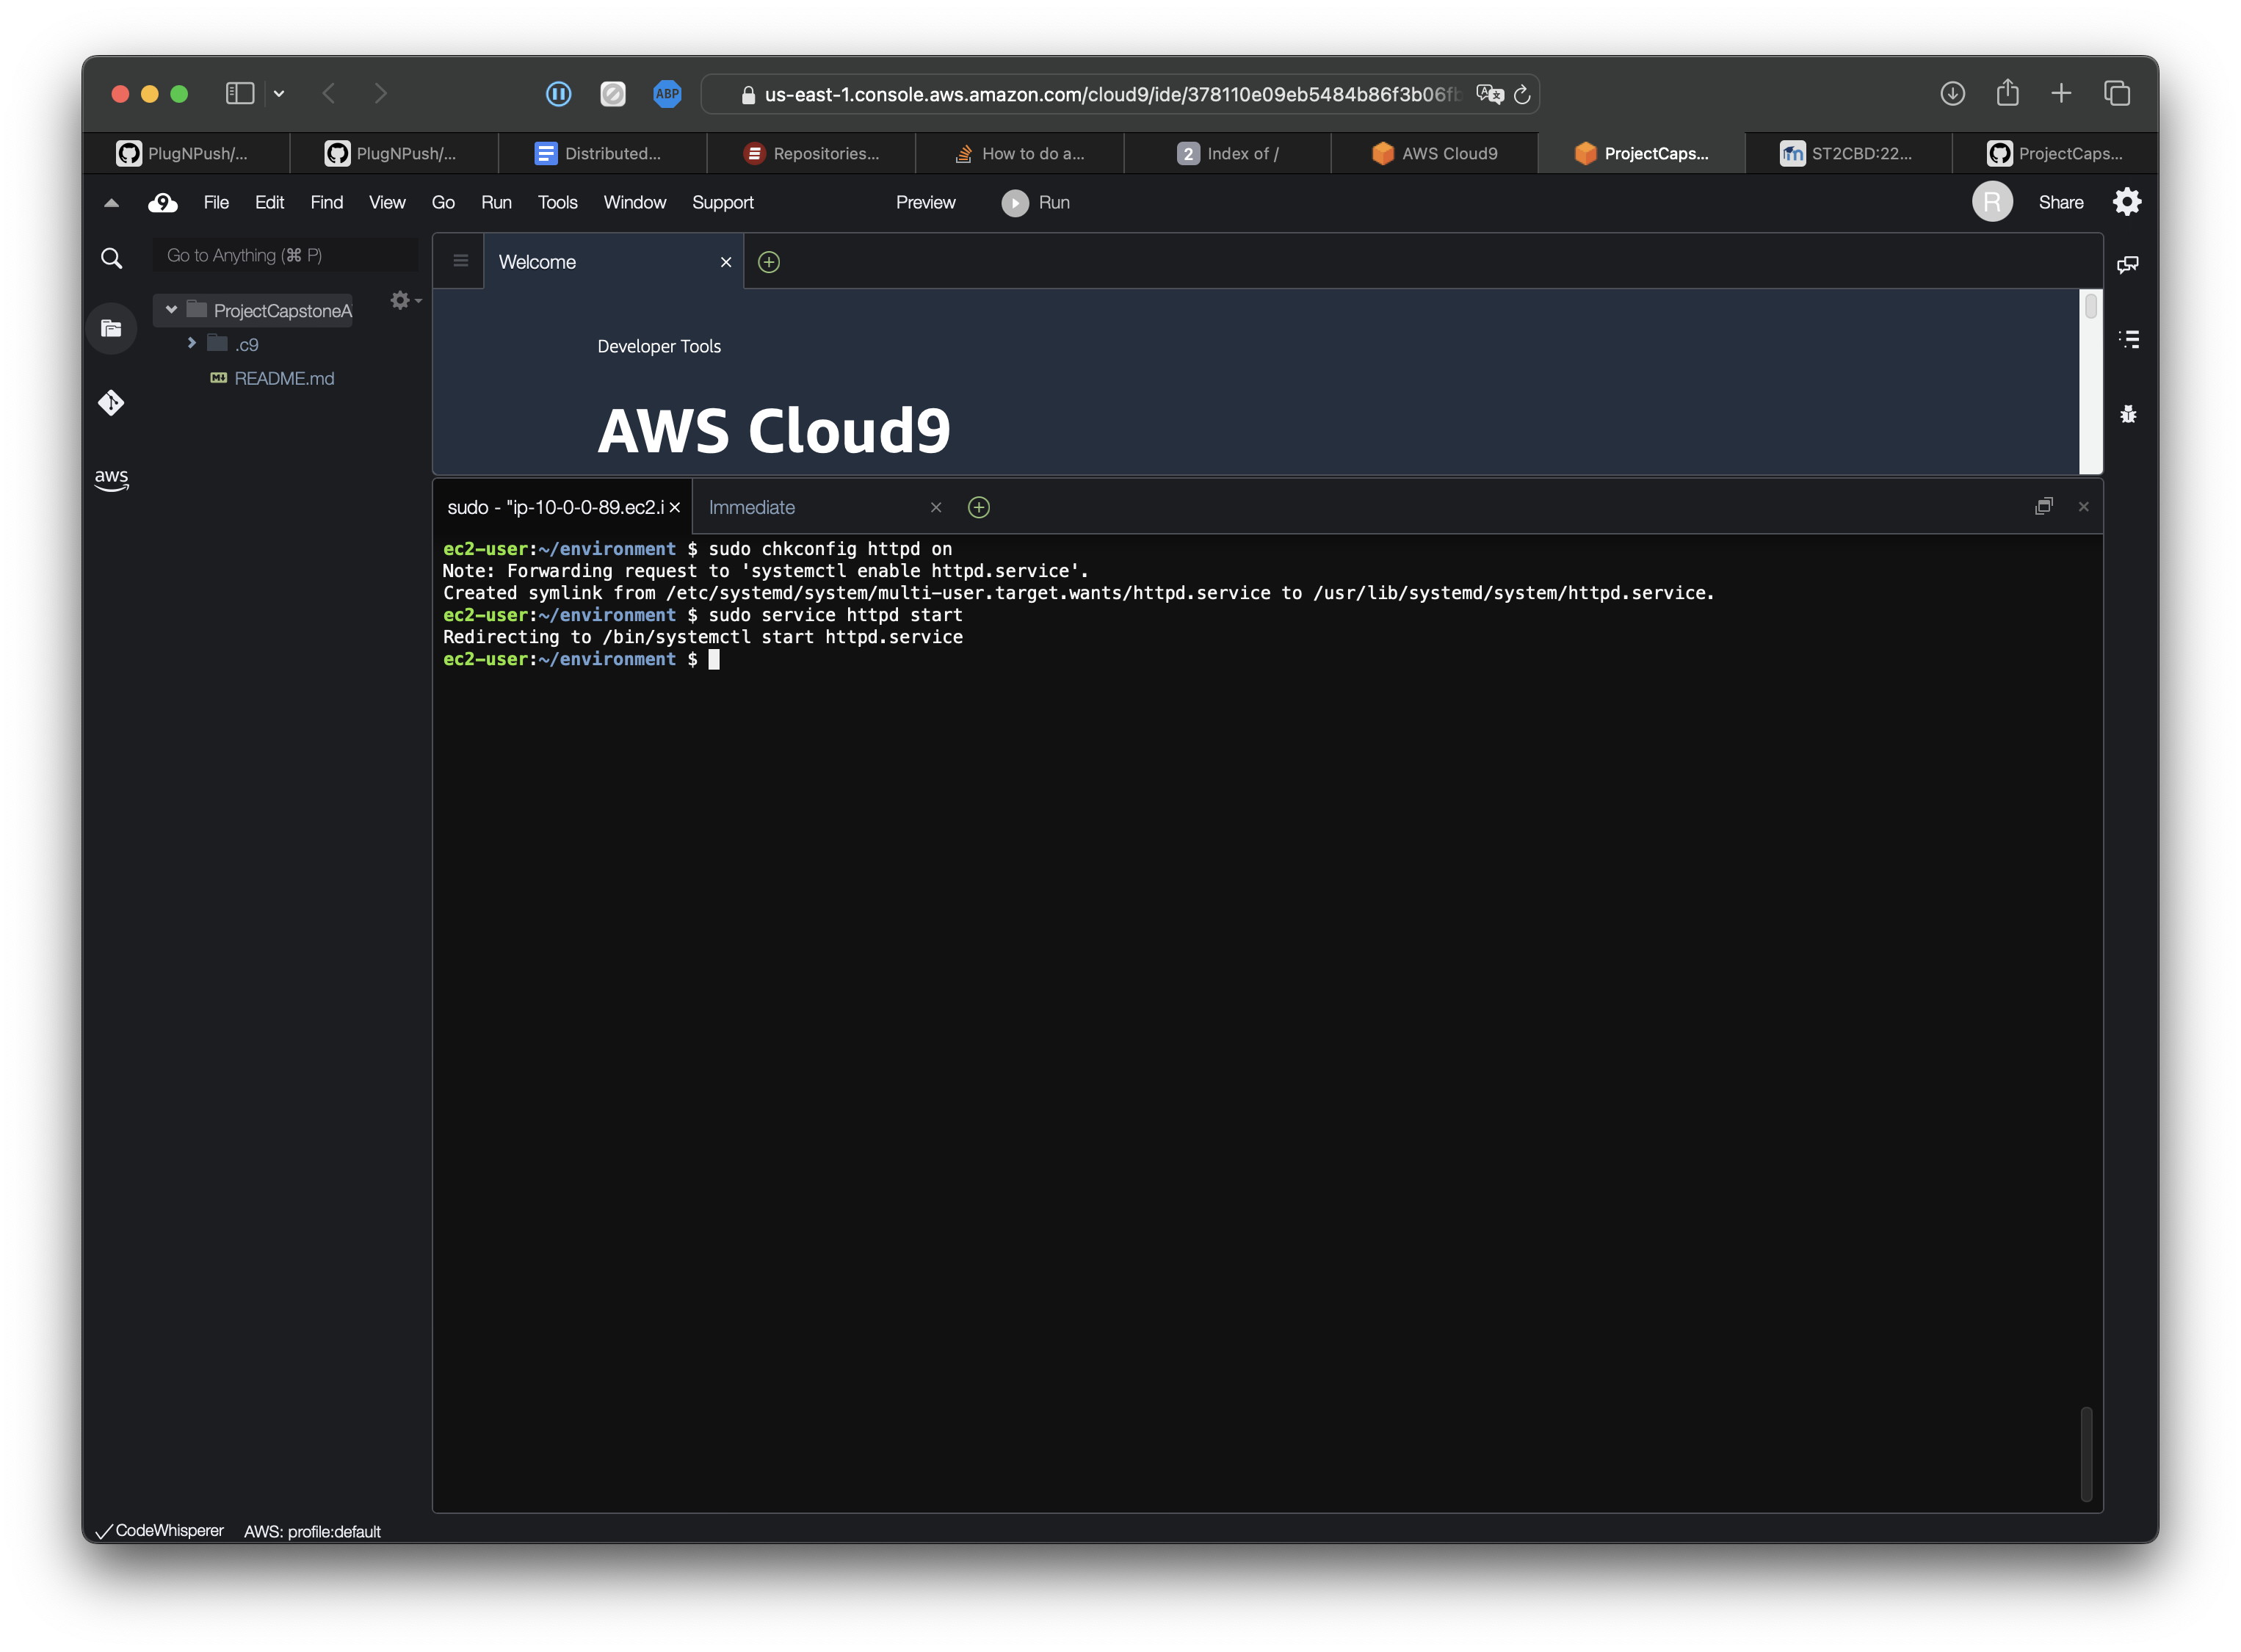 ABP
us-east-1.console.aws.amazon.com/cloud9/ide/378110e09eb5484b86f3b06fb
PlugNPush/...
PlugNPush/...
Distributed...
Repositories...
How to do a...
2 Index of /
AWS Cloud9
ProjectCaps...
m ST2CBD:22...
ProjectCaps...
9 File Edit Find View Go Run Tools Window Support Preview Run R Share
Go to Anything (⌘ P)
Welcome
ProjectCapstoneA
.c9
README.md
aws
Developer Tools
AWS Cloud9
sudo - "ip-10-0-0-89.ec2.i
Immediate
ec2-user:~/environment $ sudo chkconfig httpd on
Note: Forwarding request to 'systemctl enable httpd.service'.
Created symlink from /etc/systemd/system/multi-user.target.wants/httpd.service to /usr/lib/systemd/system/httpd.service.
ec2-user:~/environment $ sudo service httpd start
Redirecting to /bin/systemctl start httpd.service
ec2-user:~/environment $
CodeWhisperer AWS: profile:default